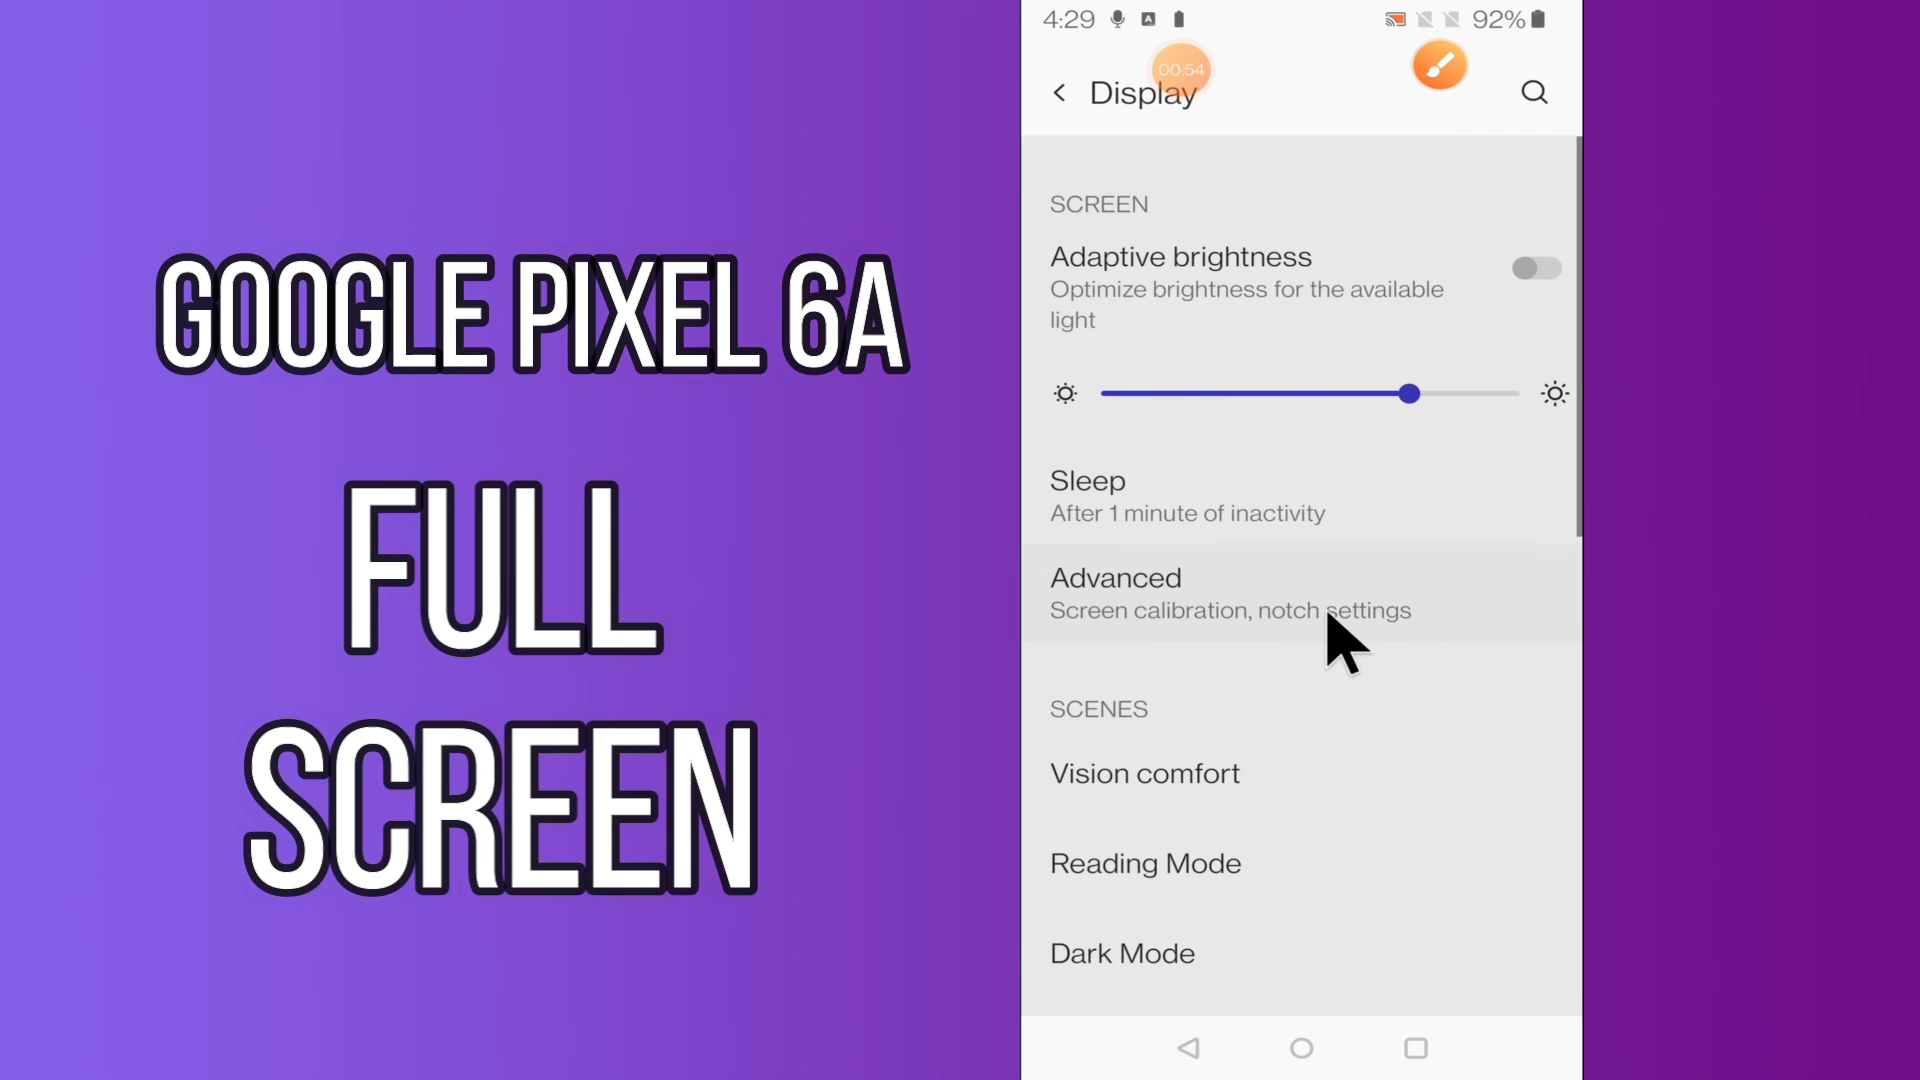 GOOGLE PIXEL 6A
FULL
SCREEN
4:29
92%
00:54
Display
SCREEN
Adaptive brightness
Optimize brightness for the available
light
Sleep
After 1 minute of inactivity
Advanced
Screen calibration, notch settings
SCENES
Vision comfort
Reading Mode
Dark Mode